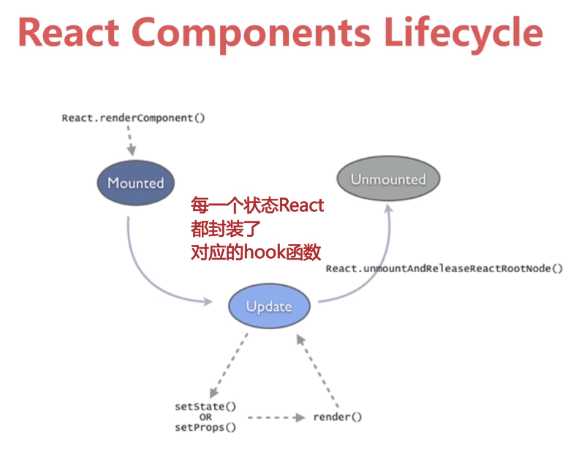 React Components Lifecycle
React.renderComponent()
Mounted
Unmounted
每一个状态React
都封装了
对应的hook函数
React.unmountAndReleaseReactRootNode()
Update
setState()
OR
setProps()
render()